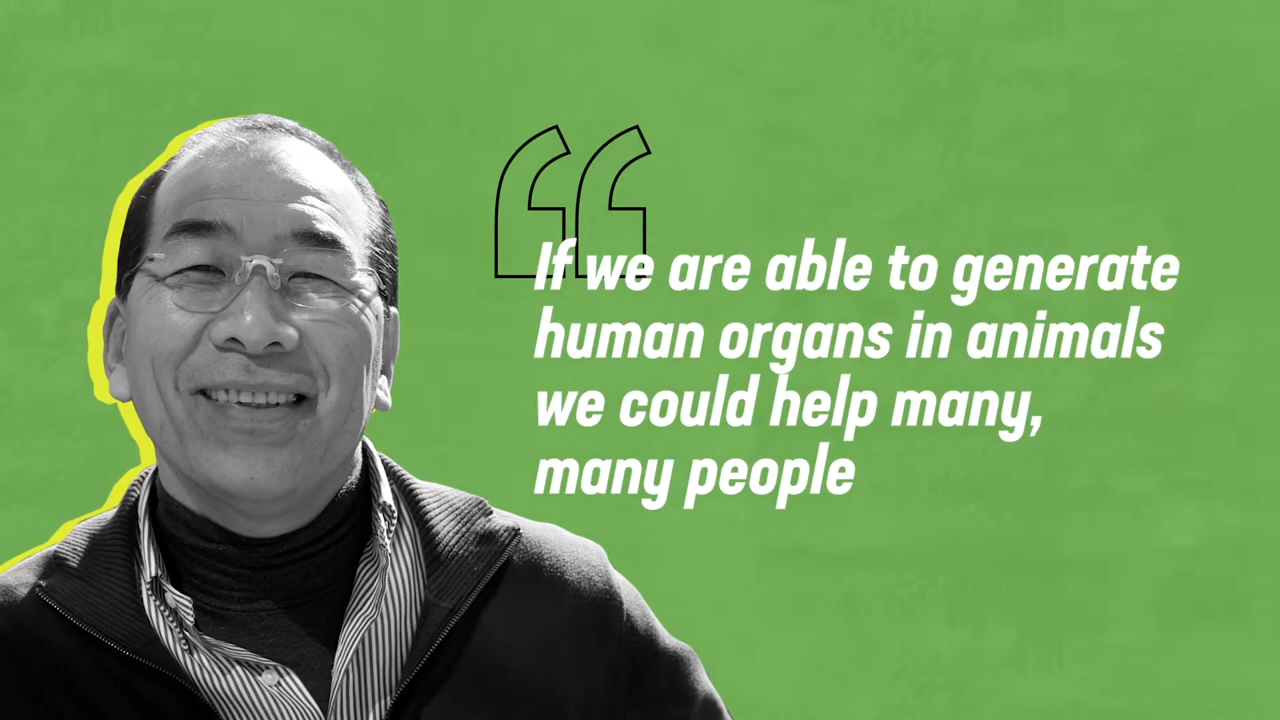 If we are able to generate
human organs in animals
we could help many,
many people